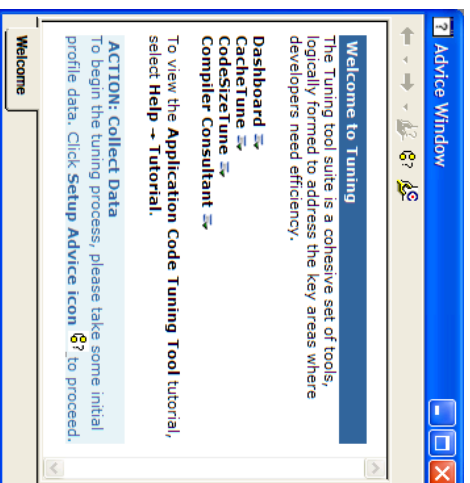 Advice Window
Welcome to Tuning
The Tuning tool suite is a cohesive set of tools,
logically formed to address the key areas where
developers need efficiency.
Dashboard
CacheTune
CodeSizeTune
Compiler Consultant
To view the Application Code Tuning Tool tutorial,
select Help → Tutorial.
ACTION: Collect Data
To begin the tuning process, please take some initial
profile data. Click Setup Advice icon to proceed.
Welcome